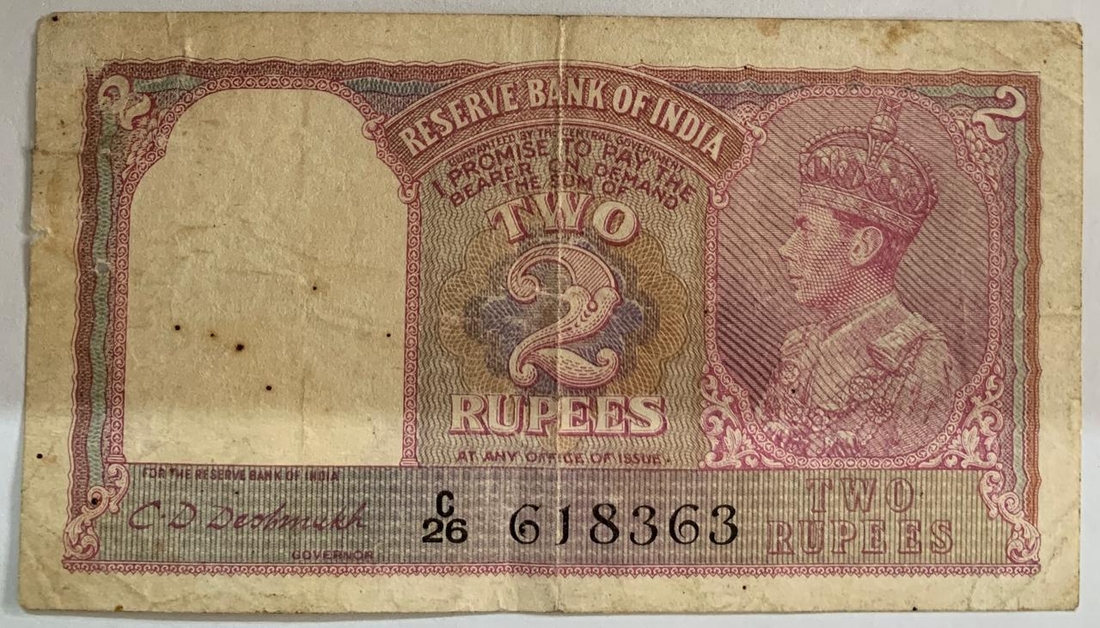 2
2
RESERVE BANK OF INDIA
GUARANTEED BY THE CENTRAL GOVERNMENT
I PROMISE TO PAY THE
BEARER ON DEMAND
THE SUM OF
TWO
2
RUPEES
AT ANY OFFICE OF ISSUE.
FOR THE RESERVE BANK OF INDIA
C. D. Deshmukh
GOVERNOR
C
26 618363
TWO
RUPEES